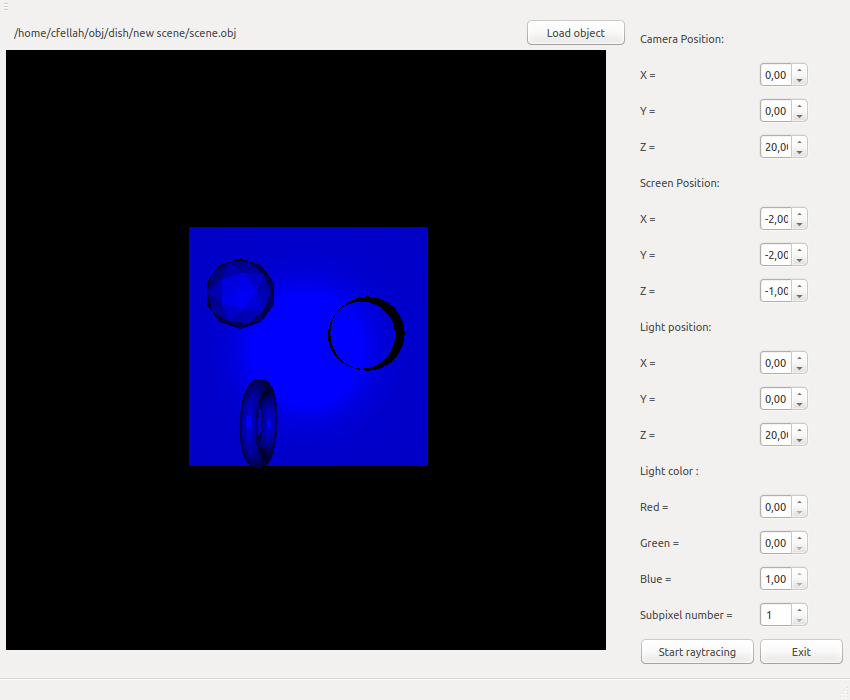 /home/cfellah/obj/dish/new scene/scene.obj
Load object
Camera Position:
X = 0,00
Y = 0,00
Z = 20,0
Screen Position:
X = -2,00
Y = -2,00
Z = -1,00
Light position:
X = 0,00
Y = 0,00
Z = 20,0
Light color :
Red = 0,00
Green = 0,00
Blue = 1,00
Subpixel number = 1
Start raytracing Exit